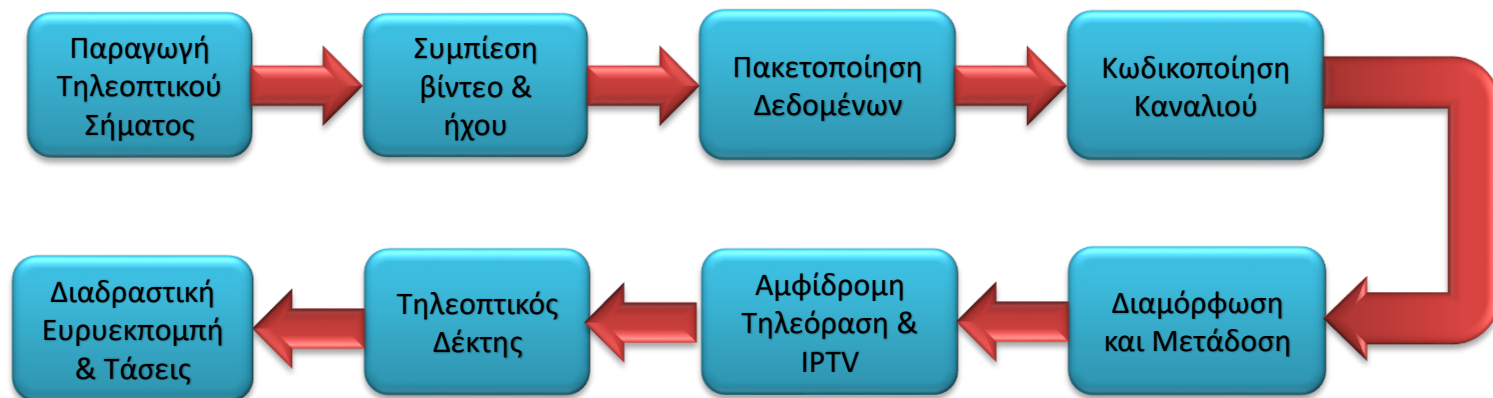 Παραγωγή
Τηλεοπτικού
Σήματος
Συμπίεση
βίντεο &
ήχου
Πακετοποίηση
Δεδομένων
Κωδικοποίηση
Καναλιού
Διαμόρφωση
και Μετάδοση
Αμφίδρομη
Τηλεόραση &
IPTV
Τηλεοπτικός
Δέκτης
Διαδραστική
Ευρυεκπομπή
& Τάσεις